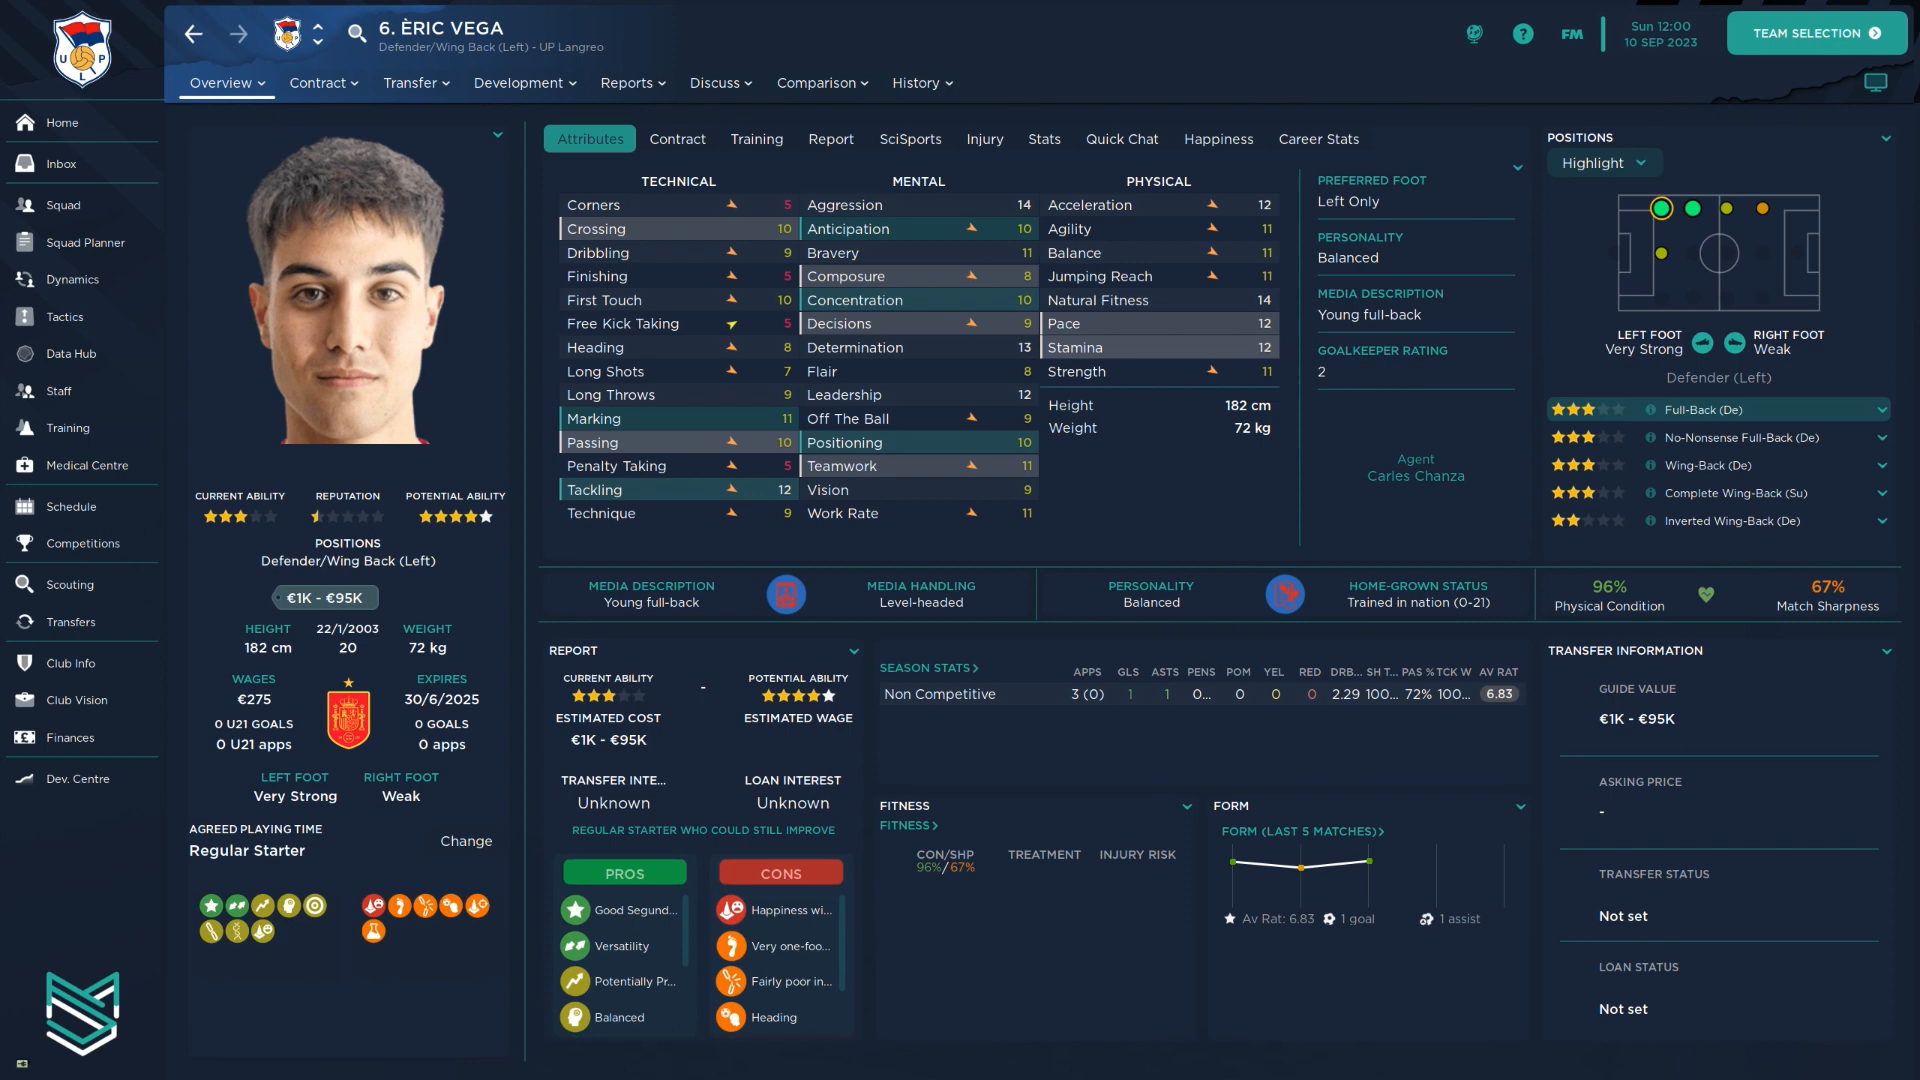 6. ÈRIC VEGA
Defender/Wing Back (Left) - UP Langreo
FM
Sun 12:00
10 SEP 2023
TEAM SELECTION
Overview
Contract
Transfer
Development
Reports
Discuss
Comparison
History
Home
Inbox
Squad
Squad Planner
Dynamics
Tactics
Data Hub
Staff
Training
Medical Centre
Schedule
Competitions
Scouting
Transfers
Club Info
Club Vision
Finances
Dev. Centre
CURRENT ABILITY
REPUTATION
POTENTIAL ABILITY
POSITIONS
Defender/Wing Back (Left)
€1K - €95K
HEIGHT
182 cm
22/1/2003
20
WEIGHT
72 kg
WAGES
€275
EXPIRES
30/6/2025
0 U21 GOALS
0 U21 apps
0 GOALS
0 apps
LEFT FOOT
Very Strong
RIGHT FOOT
Weak
AGREED PLAYING TIME
Regular Starter
Change
Attributes
Contract
Training
Report
SciSports
Injury
Stats
Quick Chat
Happiness
Career Stats
TECHNICAL
Corners 5
Crossing 10
Dribbling 9
Finishing 5
First Touch 10
Free Kick Taking 5
Heading 8
Long Shots 7
Long Throws 9
Marking 11
Passing 10
Penalty Taking 5
Tackling 12
Technique 9
MENTAL
Aggression 14
Anticipation 10
Bravery 11
Composure 8
Concentration 10
Decisions 9
Determination 13
Flair 8
Leadership 12
Off The Ball 9
Positioning 10
Teamwork 11
Vision 9
Work Rate 11
PHYSICAL
Acceleration 12
Agility 11
Balance 11
Jumping Reach 11
Natural Fitness 14
Pace 12
Stamina 12
Strength 11
Height 182 cm
Weight 72 kg
PREFERRED FOOT
Left Only
PERSONALITY
Balanced
MEDIA DESCRIPTION
Young full-back
GOALKEEPER RATING
2
Agent
Carles Chanza
POSITIONS
Highlight
LEFT FOOT
Very Strong
RIGHT FOOT
Weak
Defender (Left)
Full-Back (De)
No-Nonsense Full-Back (De)
Wing-Back (De)
Complete Wing-Back (Su)
Inverted Wing-Back (De)
MEDIA DESCRIPTION
Young full-back
MEDIA HANDLING
Level-headed
PERSONALITY
Balanced
HOME-GROWN STATUS
Trained in nation (0-21)
96%
Physical Condition
67%
Match Sharpness
REPORT
CURRENT ABILITY
-
POTENTIAL ABILITY
ESTIMATED COST
€1K - €95K
ESTIMATED WAGE
TRANSFER INTE...
Unknown
LOAN INTEREST
Unknown
REGULAR STARTER WHO COULD STILL IMPROVE
PROS
Good Segund...
Versatility
Potentially Pr...
Balanced
CONS
Happiness wi...
Very one-foo...
Fairly poor in...
Heading
SEASON STATS
APPS GLS ASTS PENS POM YEL RED DRB... SH T... PAS % TCK W AV RAT
Non Competitive 3 (0) 1 1 0... 0 0 0 2.29 100... 72% 100... 6.83
FITNESS
FITNESS
CON/SHP
96%/67%
TREATMENT
INJURY RISK
FORM
FORM (LAST 5 MATCHES)
Av Rat: 6.83
1 goal
1 assist
TRANSFER INFORMATION
GUIDE VALUE
€1K - €95K
ASKING PRICE
-
TRANSFER STATUS
Not set
LOAN STATUS
Not set